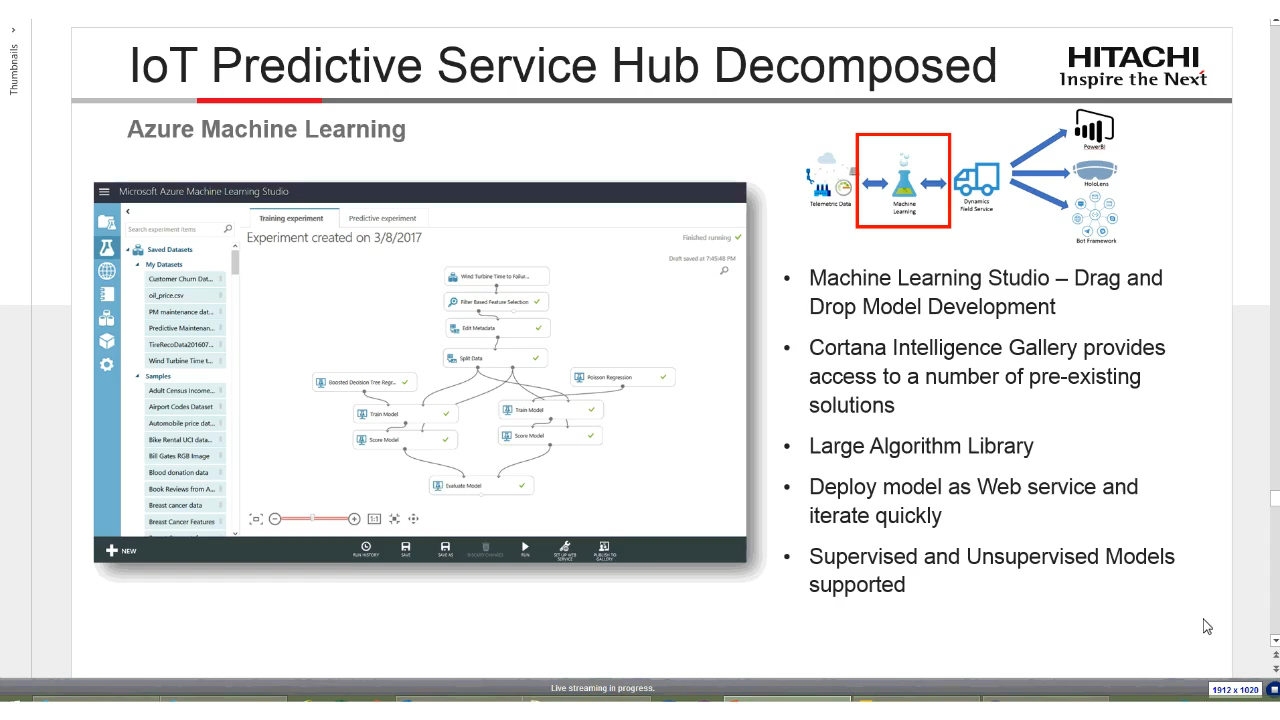 Thumbnails
IoT Predictive Service Hub Decomposed
HITACHI
Inspire the Next
Azure Machine Learning
Telemetric Data
Machine
Learning
Dynamics
Field Service
PowerBI
HoloLens
Bot Framework
Microsoft Azure Machine Learning Studio
Search experiment items
Saved Datasets
My Datasets
Customer Churn Dat...
oil_price.csv
PM maintenance dat...
Predictive Maintenan...
TireRecoData201607...
Wind Turbine Time t...
Samples
Adult Census Income...
Airport Codes Dataset
Automobile price dat...
Bike Rental UCI data...
Bill Gates RGB Image
Blood donation data
Book Reviews from A...
Breast cancer data
Breast Cancer Features
Training experiment
Predictive experiment
Experiment created on 3/8/2017
Finished running
Draft saved at 7:45:48 PM
Wind Turbine Time to Failur...
Filter Based Feature Selection
Edit Metadata
Split Data
Boosted Decision Tree Regr...
Poisson Regression
Train Model
Train Model
Score Model
Score Model
Evaluate Model
1:1
NEW
RUN HISTORY
SAVE
SAVE AS
DISCARD CHANGES
RUN
SET UP WEB
SERVICE
PUBLISH TO
GALLERY
• Machine Learning Studio – Drag and
Drop Model Development
• Cortana Intelligence Gallery provides
access to a number of pre-existing
solutions
• Large Algorithm Library
• Deploy model as Web service and
iterate quickly
• Supervised and Unsupervised Models
supported
Live streaming in progress.
1912 x 1020